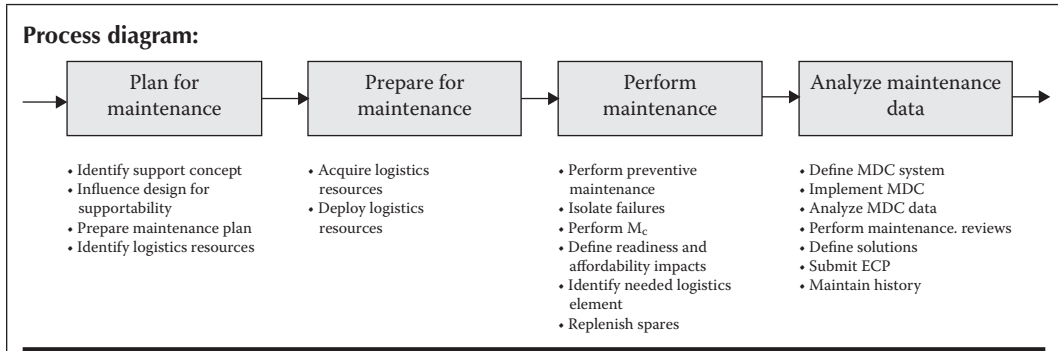 Process diagram:
Plan for
maintenance
Prepare for
maintenance
Perform
maintenance
Analyze maintenance
data
• Identify support concept
• Influence design for
supportability
• Prepare maintenance plan
• Identify logistics resources
• Acquire logistics
resources
• Deploy logistics
resources
• Perform preventive
maintenance
• Isolate failures
• Perform Mc
• Define readiness and
affordability impacts
• Identify needed logistics
element
• Replenish spares
• Define MDC system
• Implement MDC
• Analyze MDC data
• Perform maintenance. reviews
• Define solutions
• Submit ECP
• Maintain history